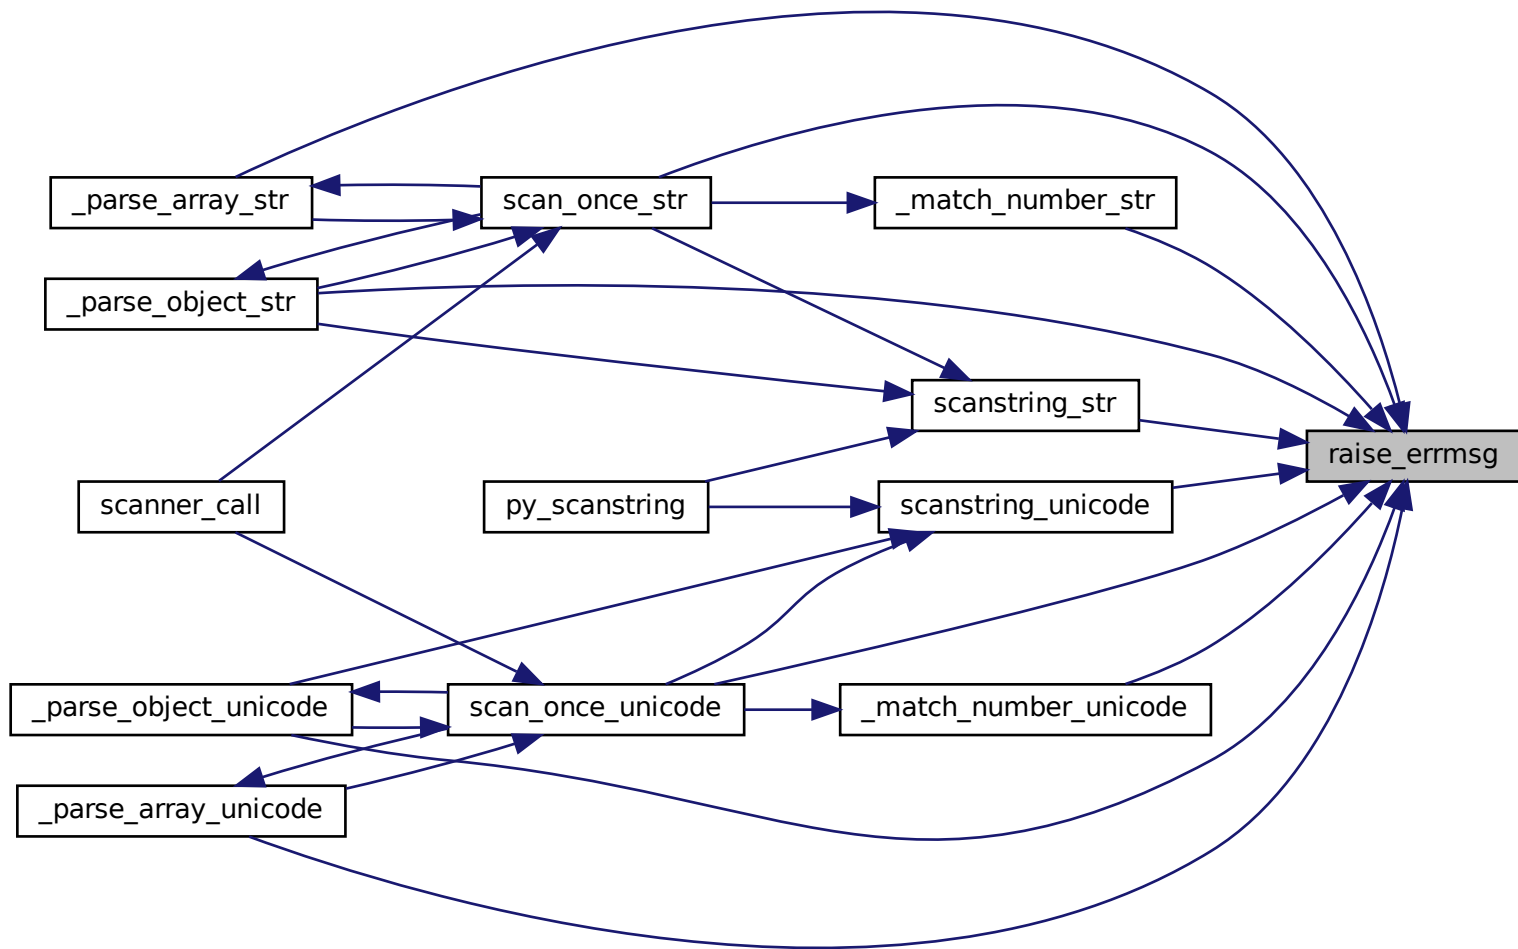 _parse_array_str
scan_once_str
_match_number_str
_parse_object_str
scanstring_str
raise_errmsg
scanner_call
py_scanstring
scanstring_unicode
_parse_object_unicode
scan_once_unicode
_match_number_unicode
_parse_array_unicode